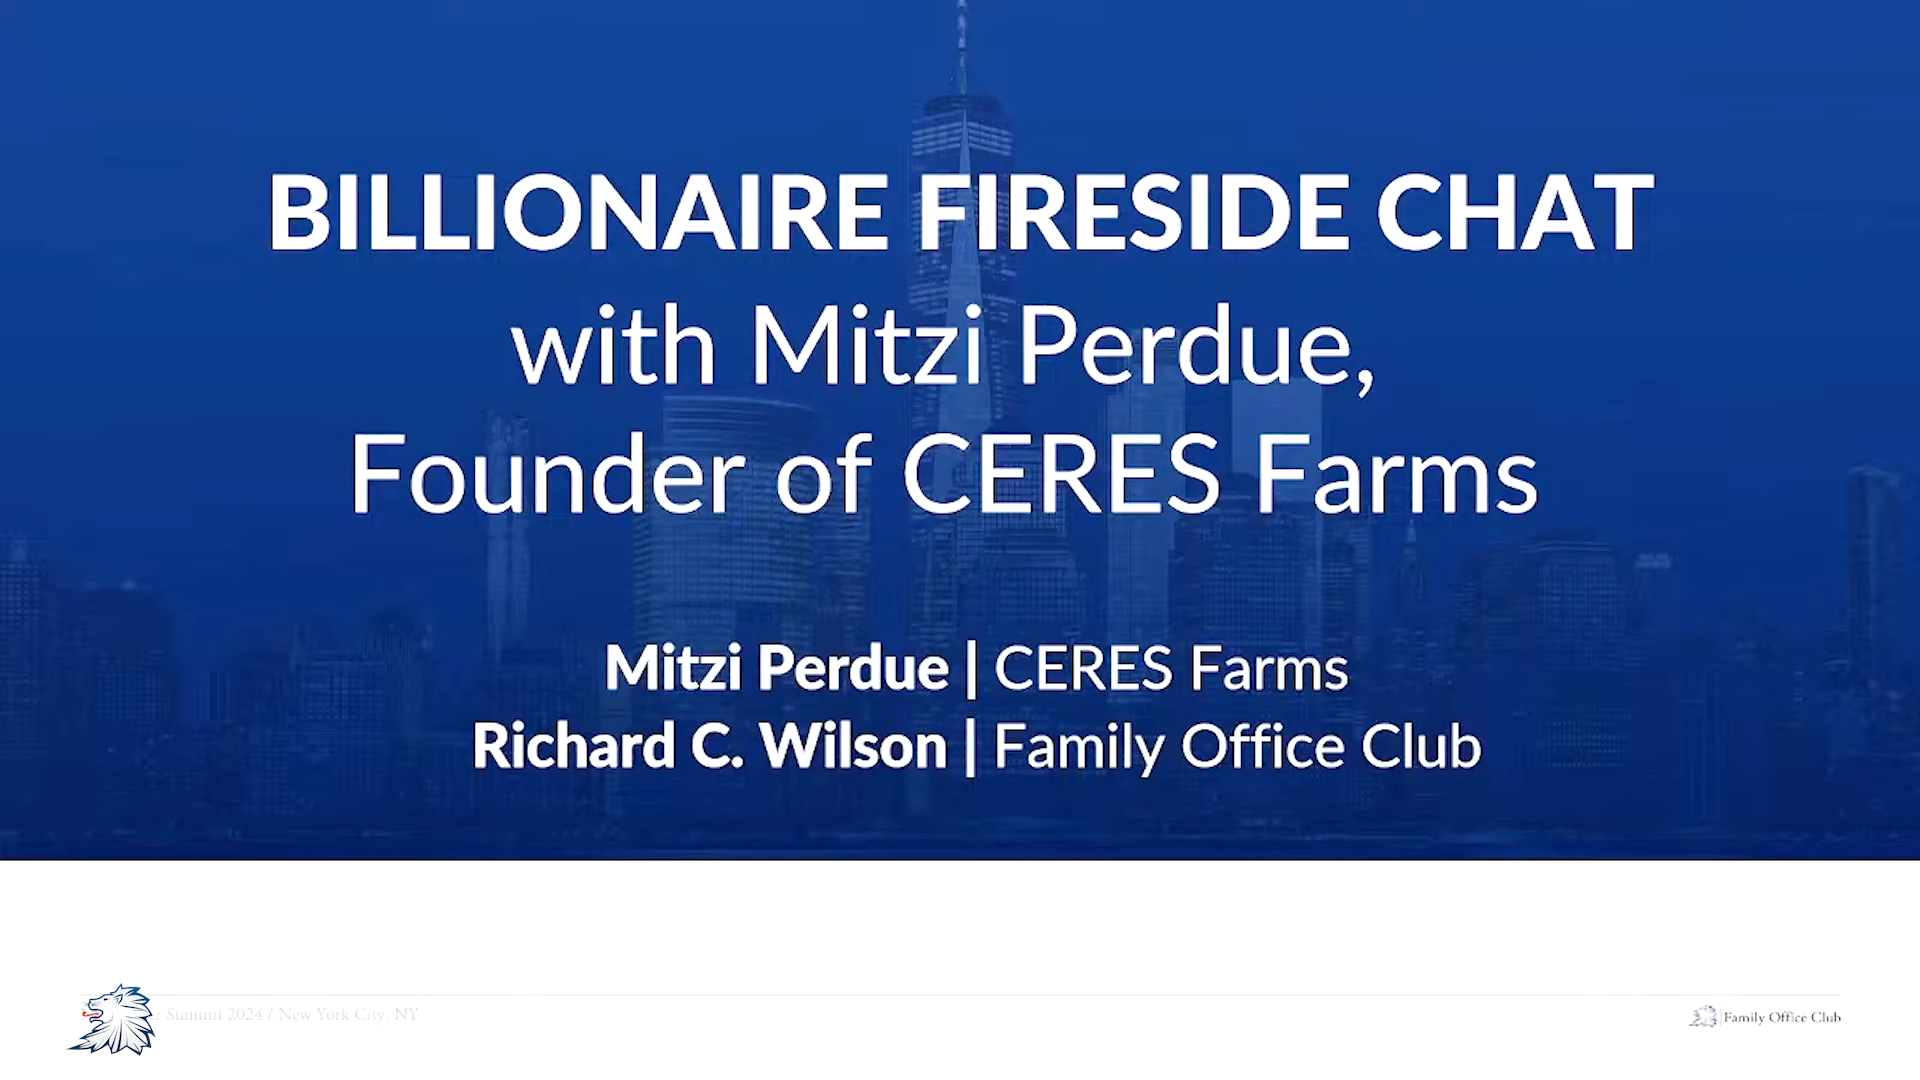 BILLIONAIRE FIRESIDE CHAT
with Mitzi Perdue,
Founder of CERES Farms
Mitzi Perdue | CERES Farms
Richard C. Wilson | Family Office Club
Summit 2024 / New York City, NY
Family Office Club